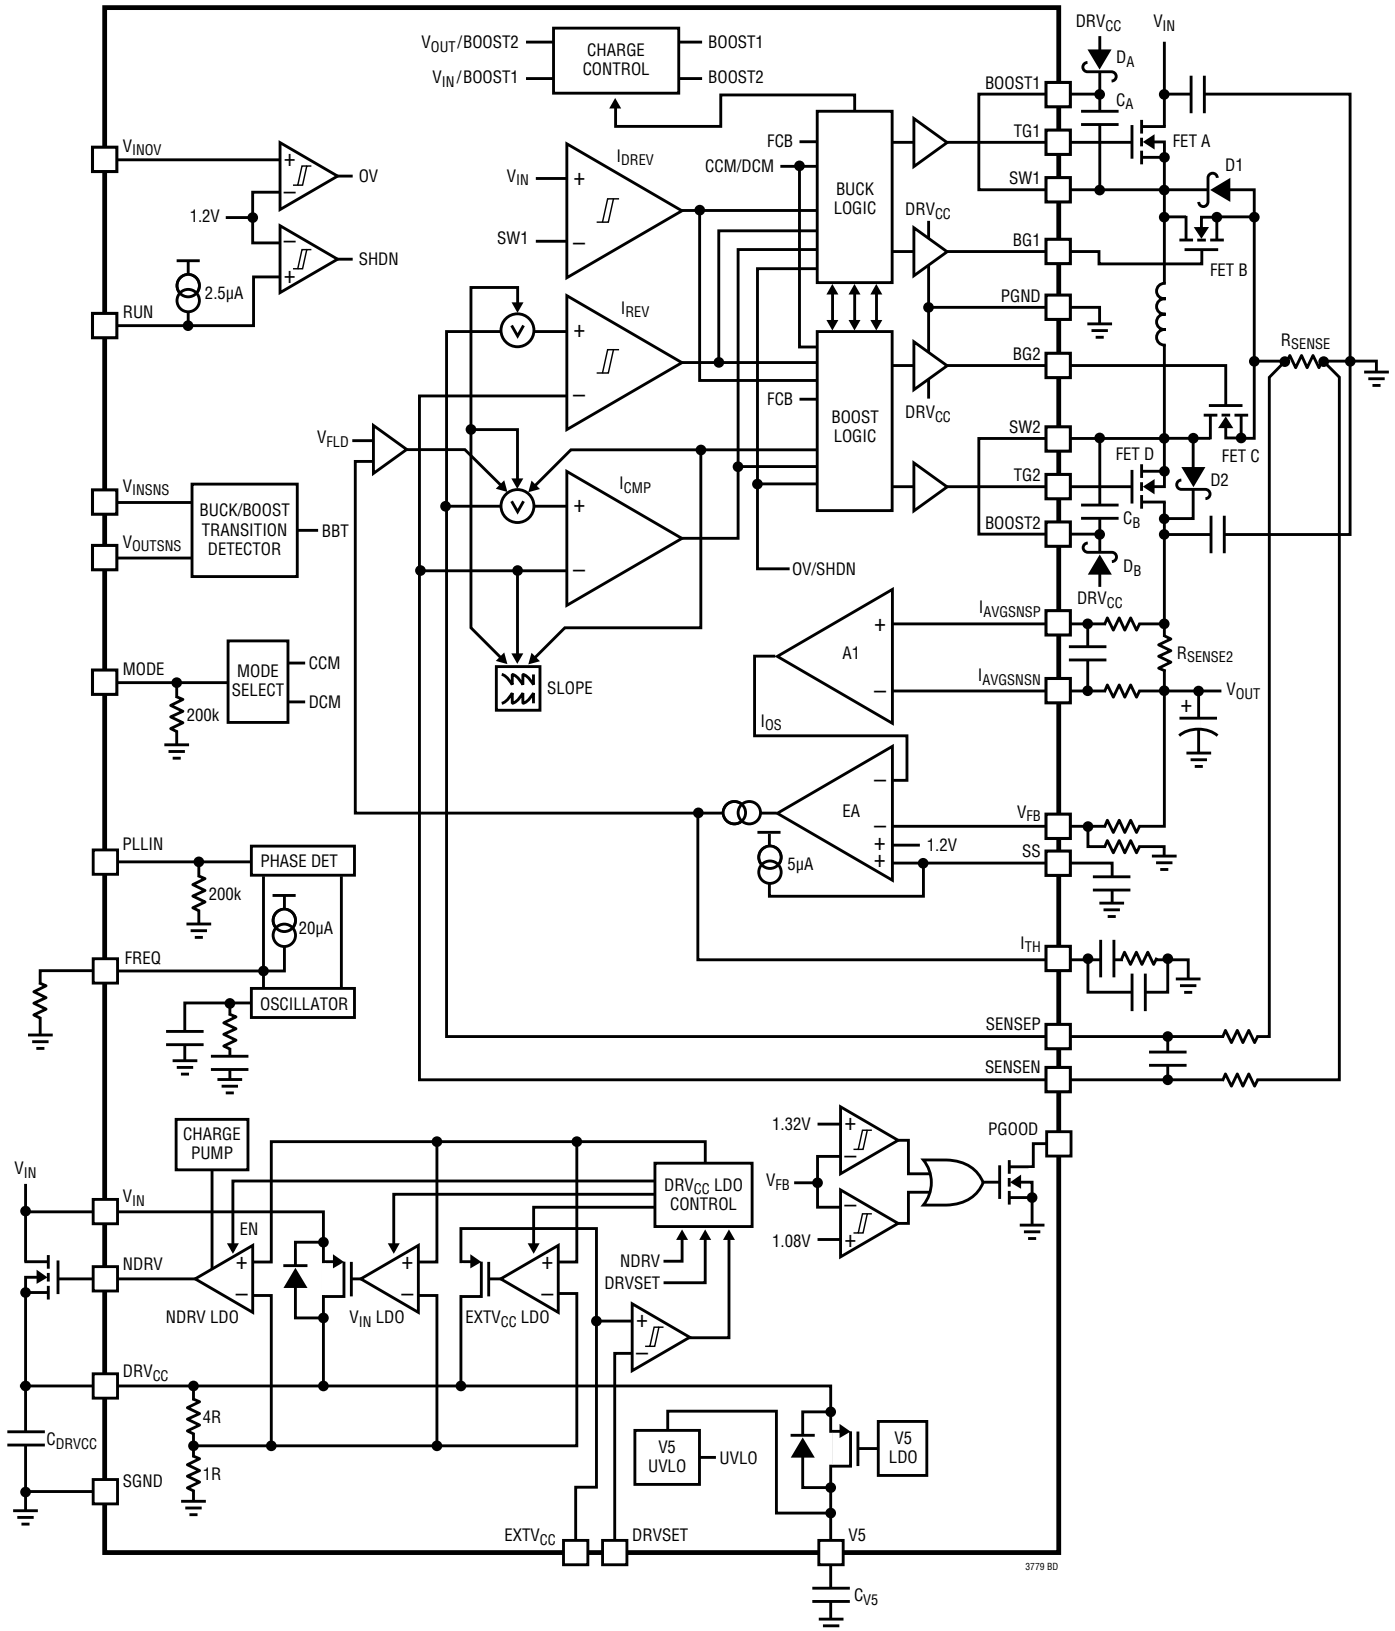 VOUT/BOOST2
VIN/BOOST1
CHARGE
CONTROL
BOOST1
BOOST2
DRVCC
VIN
DA
BOOST1
CA
TG1
FET A
SW1
D1
BG1
FET B
PGND
BG2
RSENSE
SW2
FET D
FET C
TG2
D2
BOOST2
CB
DB
DRVCC
VINOV
+
−
OV
1.2V
−
+
SHDN
2.5µA
RUN
FCB
CCM/DCM
IDREV
VIN
+
SW1
−
BUCK
LOGIC
DRVCC
IREV
V
+
−
FCB
BOOST
LOGIC
DRVCC
VFLD
ICMP
V
+
−
OV/SHDN
VINSNS
VOUTSNS
BUCK/BOOST
TRANSITION
DETECTOR
BBT
MODE
200k
MODE
SELECT
CCM
DCM
SLOPE
IAVGSNSP
+
A1
−
IAVGSNSN
RSENSE2
VOUT
+
IOS
−
EA
−
+
+
1.2V
5µA
VFB
SS
PLLIN
200k
PHASE DET
20µA
FREQ
OSCILLATOR
ITH
SENSEP
SENSEN
CHARGE
PUMP
VIN
VIN
EN
NDRV
+
−
NDRV LDO
+
−
VIN LDO
+
−
EXTVCC LDO
DRVCC LDO
CONTROL
NDRV
DRVSET
+
−
1.32V
+
−
VFB
−
+
1.08V
PGOOD
DRVCC
4R
1R
CDRVCC
SGND
V5
UVLO
UVLO
V5
LDO
EXTVCC
DRVSET
V5
CV5
3779 BD